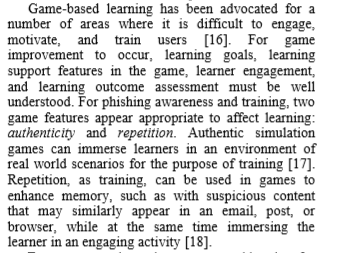 Game-based learning has been advocated for a
number of areas where it is difficult to engage,
motivate, and train users [16]. For game
improvement to occur, learning goals, learning
support features in the game, learner engagement,
and learning outcome assessment must be well
understood. For phishing awareness and training, two
game features appear appropriate to affect learning:
authenticity and repetition. Authentic simulation
games can immerse learners in an environment of
real world scenarios for the purpose of training [17].
Repetition, as training, can be used in games to
enhance memory, such as with suspicious content
that may similarly appear in an email, post, or
browser, while at the same time immersing the
learner in an engaging activity [18].